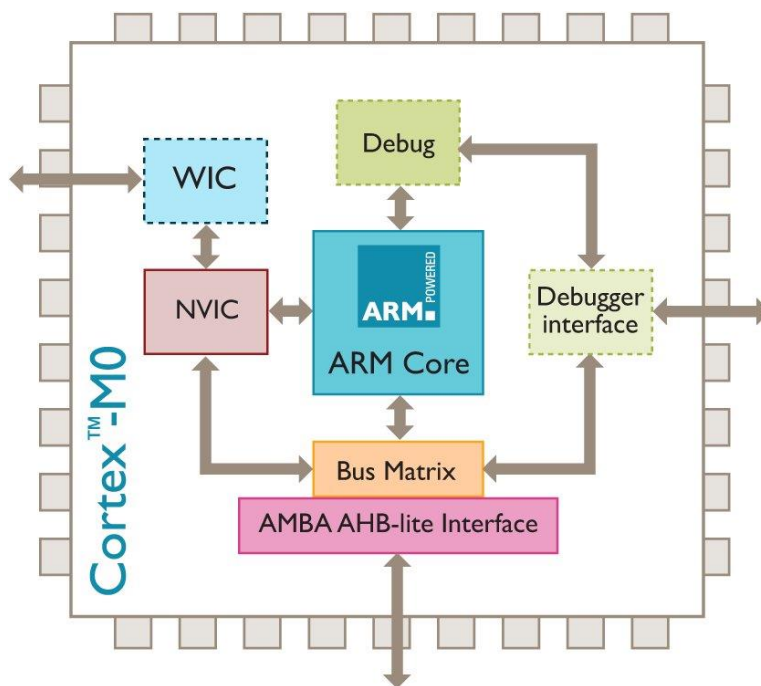 WIC
Debug
NVIC
ARM
POWERED
ARM Core
Debugger
interface
Bus Matrix
AMBA AHB-lite Interface
Cortex™-M0